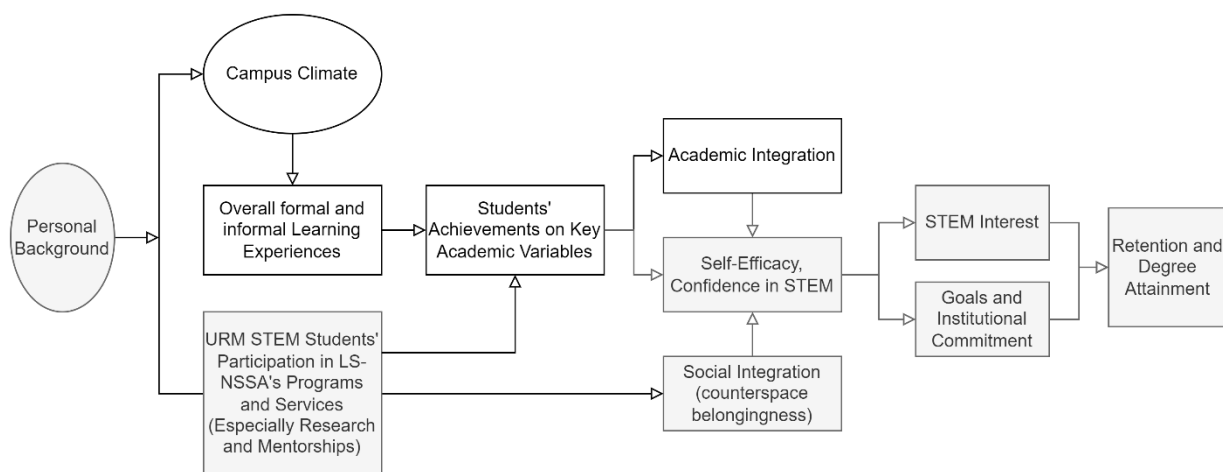 Campus Climate
Personal
Background
Overall formal and
informal Learning
Experiences
Students'
Achievements on Key
Academic Variables
URM STEM Students'
Participation in LS-
NSSA's Programs
and Services
(Especially Research
and Mentorships)
Academic Integration
Self-Efficacy,
Confidence in STEM
Social Integration
(counterspace
belongingness)
STEM Interest
Goals and
Institutional
Commitment
Retention and
Degree
Attainment